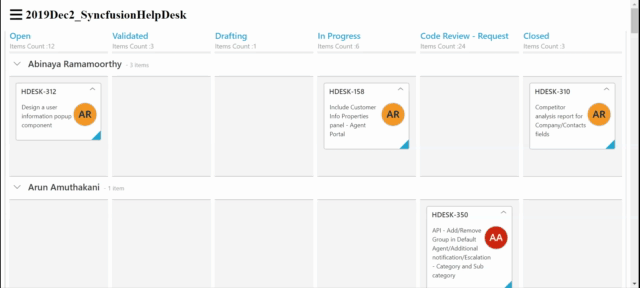 2019Dec2_SyncfusionHelpDesk
Open Validated Drafting In Progress Code Review - Request Closed
Items Count :12 Items Count : 3 Items Count : 1 Items Count : 6 Items Count : 24 Items Count : 3
Abinaya Ramamoorthy - 3 items
HDESK-312
Design a user
information popup
component
AR
HDESK-158
Include Customer
Info Properties
panel - Agent
Portal
AR
HDESK-310
Competitor
analysis report for
Company/Contacts
fields
AR
Arun Amuthakani - 1 item
HDESK-350
API - Add/Remove
Group in Default
Agent/Additional
notification/Escalation
- Category and Sub
category
AA